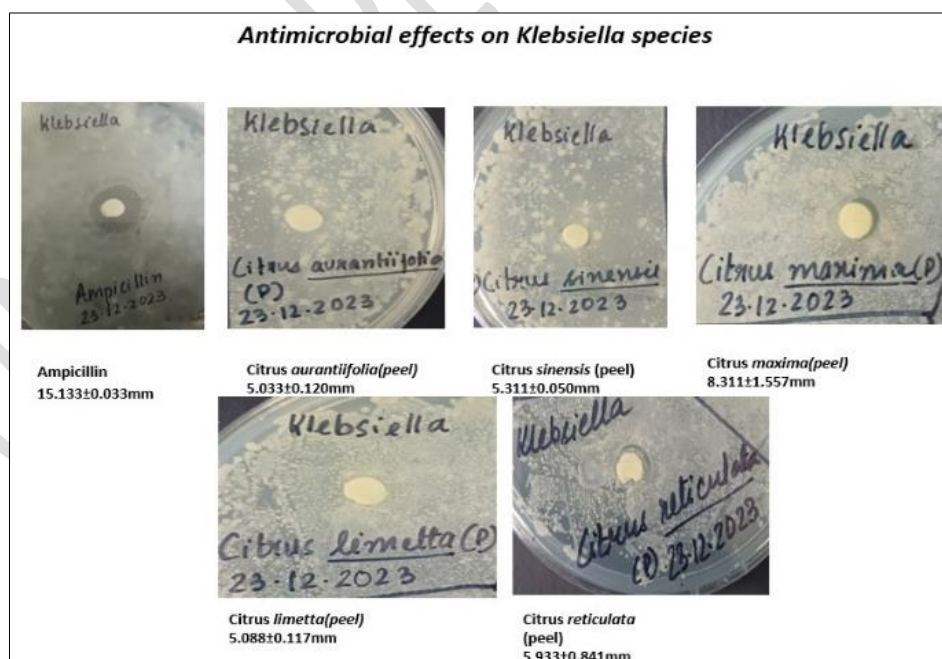 Antimicrobial effects on Klebsiella species
Klebsiella
Ampicillin
23.12.2023
Klebsiella
Citrus aurantiifolia
(P)
23.12.2023
Klebsiella
Citrus sinensis
23.12.2023
Klebsiella
Citrus maxima(P)
23.12.2023
Ampicillin
15.133±0.033mm
Citrus aurantiifolia(peel)
5.033±0.120mm
Citrus sinensis (peel)
5.311±0.050mm
Citrus maxima(peel)
8.311±1.557mm
Klebsiella
Citrus limetta (P)
23.12.2023
Klebsiella
Citrus reticulata
(P) 23.12.2023
Citrus limetta(peel)
5.088±0.117mm
Citrus reticulata
(peel)
5.933±0.841mm